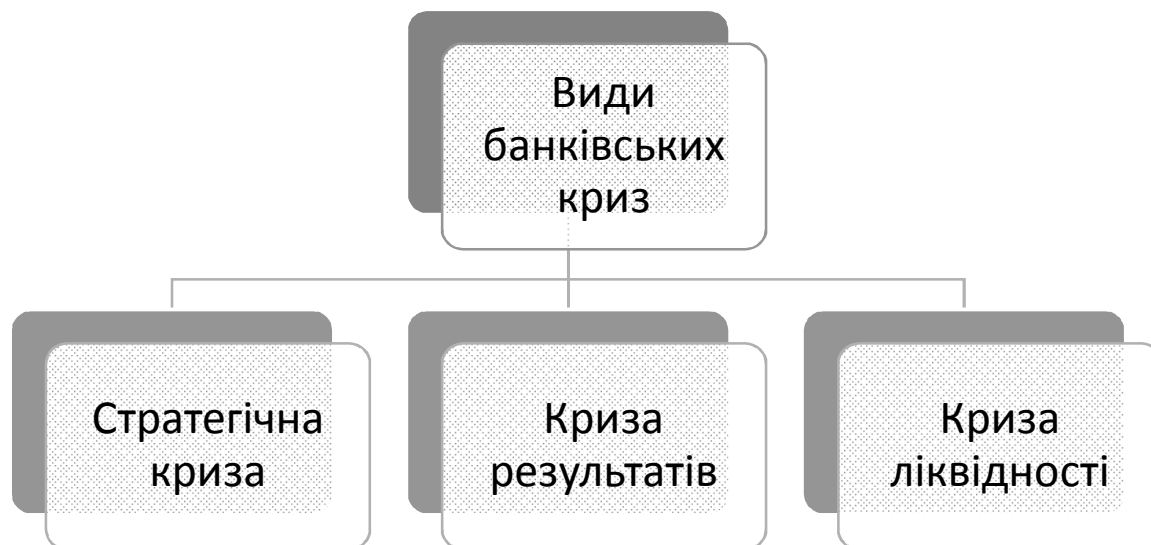 Види
банківських
криз
Стратегічна
криза
Криза
результатів
Криза
ліквідності